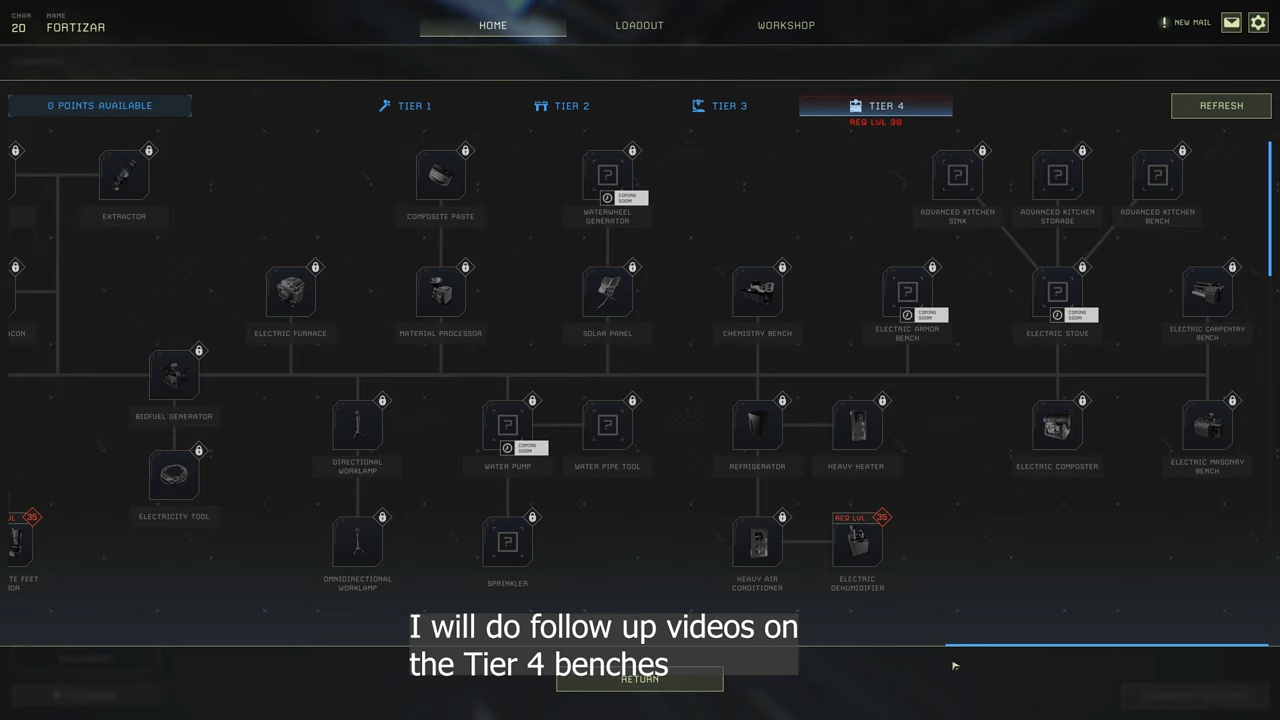 CHAR
20
NAME
FORTIZAR
HOME
LOADOUT
WORKSHOP
! NEW MAIL
0 POINTS AVAILABLE
TIER 1
TIER 2
TIER 3
TIER 4
REQ LVL 30
REFRESH
EXTRACTOR
COMPOSITE PASTE
COMING
SOON!
WATERWHEEL
GENERATOR
ADVANCED KITCHEN
SINK
ADVANCED KITCHEN
STORAGE
ADVANCED KITCHEN
BENCH
ACON
ELECTRIC FURNACE
MATERIAL PROCESSOR
SOLAR PANEL
CHEMISTRY BENCH
COMING
SOON!
ELECTRIC ARMOR
BENCH
COMING
SOON!
ELECTRIC STOVE
ELECTRIC CARPENTRY
BENCH
BIOFUEL GENERATOR
DIRECTIONAL
WORKLAMP
COMING
SOON!
WATER PUMP
WATER PIPE TOOL
REFRIGERATOR
HEAVY HEATER
ELECTRIC COMPOSTER
ELECTRIC MASONRY
BENCH
ELECTRICITY TOOL
VL 35
TE FEET
MOR
OMNIDIRECTIONAL
WORKLAMP
SPRINKLER
HEAVY AIR
CONDITIONER
REQ LVL 35
ELECTRIC
DEHUMIDIFIER
I will do follow up videos on
the Tier 4 benches
RETURN